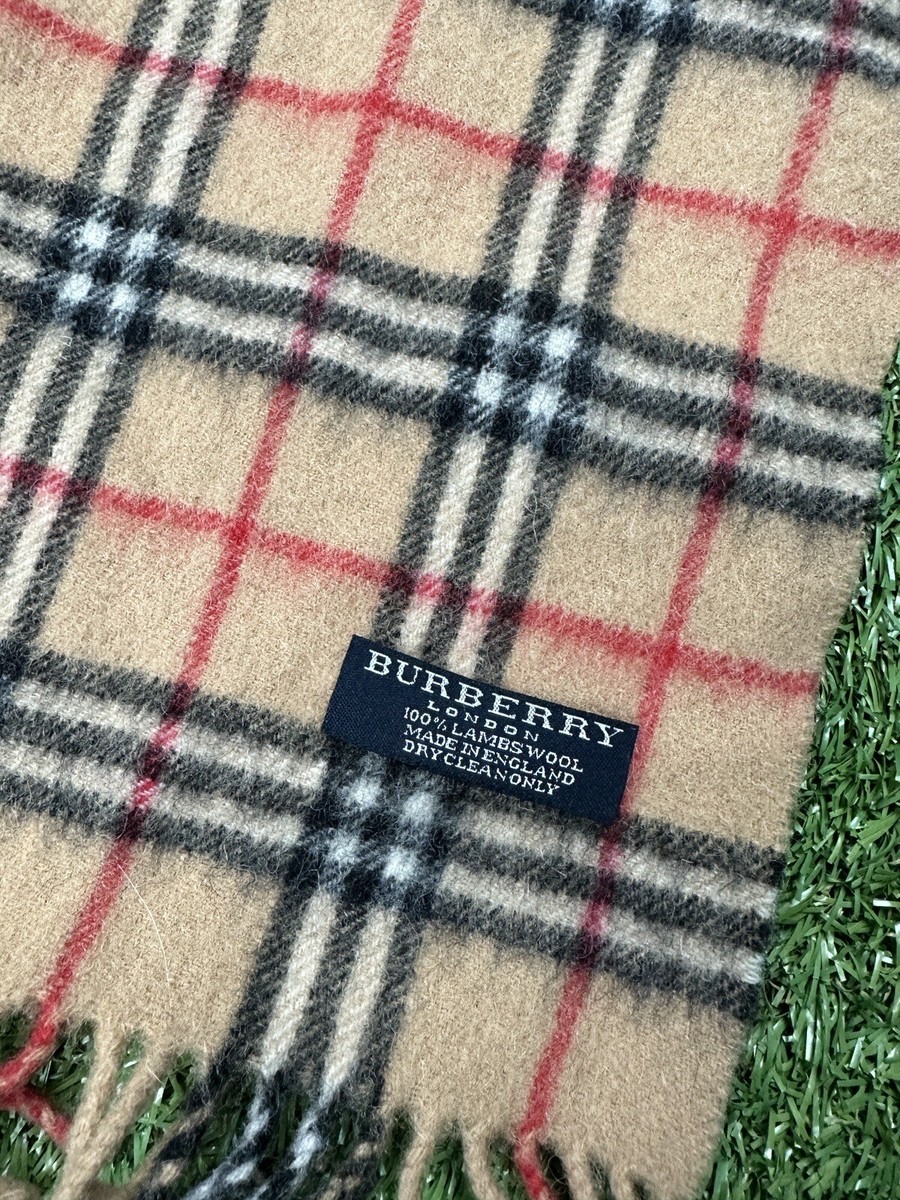 BURBERRY
LONDON
100% LAMBSWOOL
MADE IN ENGLAND
DRY CLEAN ONLY